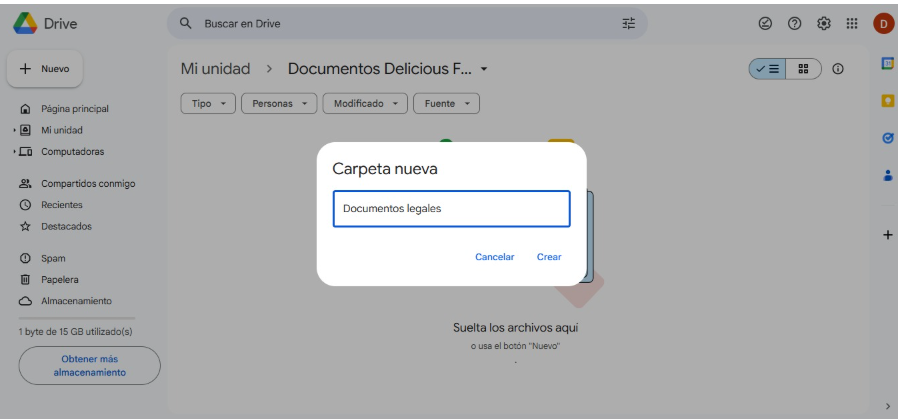 Drive
Buscar en Drive
D
Nuevo
Mi unidad > Documentos Delicious F...
Tipo
Personas
Modificado
Fuente
Página principal
Mi unidad
Computadoras
Compartidos conmigo
Recientes
Destacados
Spam
Papelera
Almacenamiento
1 byte de 15 GB utilizado(s)
Obtener más
almacenamiento
Carpeta nueva
Documentos legales
Cancelar
Crear
Suelta los archivos aquí
o usa el botón "Nuevo"